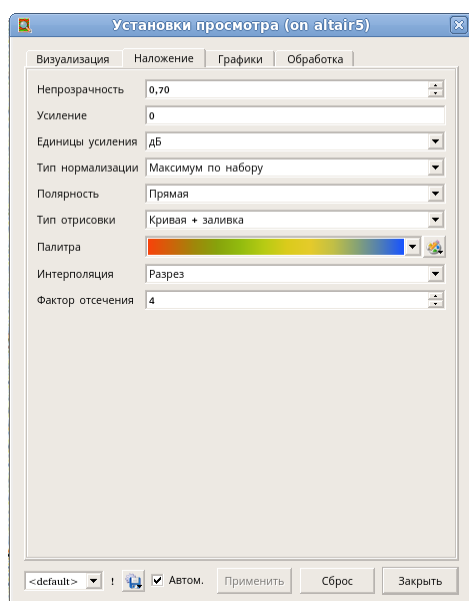 Установки просмотра (on altair5)
Визуализация Наложение Графики Обработка
Непрозрачность 0,70
Усиление 0
Единицы усиления дБ
Тип нормализации Максимум по набору
Полярность Прямая
Тип отрисовки Кривая + заливка
Палитра
Интерполяция Разрез
Фактор отсечения 4
<default> ! Автом. Применить Сброс Закрыть